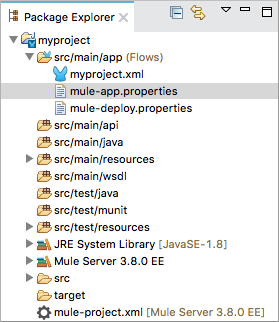 Package Explorer
myproject
src/main/app (Flows)
myproject.xml
mule-app.properties
mule-deploy.properties
src/main/api
src/main/java
src/main/resources
src/main/wsdl
src/test/java
src/test/munit
src/test/resources
JRE System Library [JavaSE-1.8]
Mule Server 3.8.0 EE
src
target
mule-project.xml [Mule Server 3.8.0 EE]